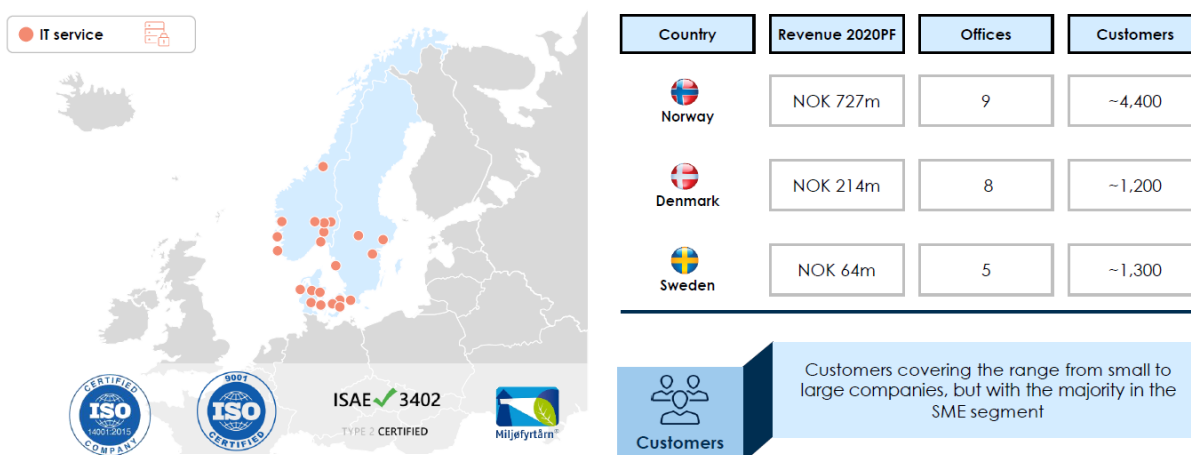 IT service
Country Revenue 2020PF Offices Customers
Norway NOK 727m 9 ~4,400
Denmark NOK 214m 8 ~1,200
Sweden NOK 64m 5 ~1,300
Customers covering the range from small to
large companies, but with the majority in the
SME segment
Customers
CERTIFIED
ISO
14001:2015
COMPANY
9001
ISO
CERTIFIED
ISAE 3402
TYPE 2 CERTIFIED
Miljøfyrtårn®